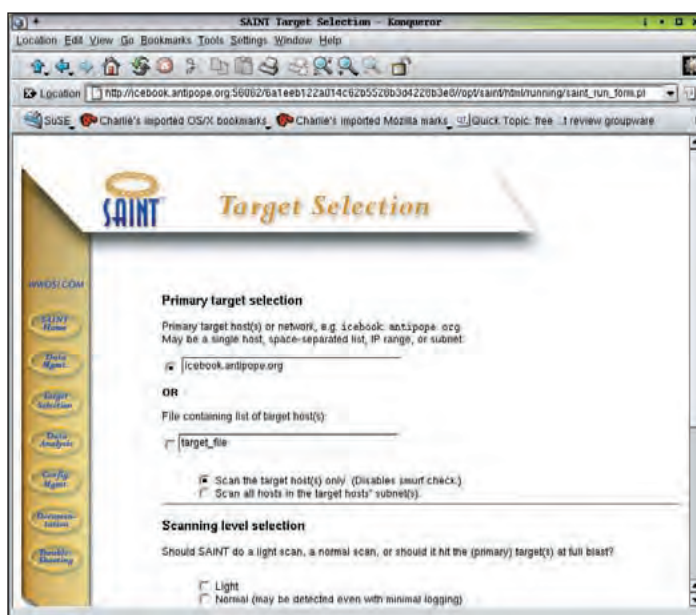 SAINT Target Selection - Konqueror
Location Edit View Go Bookmarks Tools Settings Window Help
Location http://icebook.antipope.org:
SuSE Charlie's imported OS/X bookmarks Charlie's imported Mozilla marks Quick Topic: free review groupware
SAINT
Target Selection
WWDSI.COM
SAINT Home
Data Mgmt.
Target Selection
Data Analysis
Config. Mgmt.
Documen-tation
Trouble-Shooting
Primary target selection
Primary target host(s) or network, e.g. icebook.antipope.org
May be a single host, space-separated list, IP range, or subnet:
icebook.antipope.org
OR
File containing list of target host(s):
target_file
Scan the target host(s) only. (Disables smurf check.)
Scan all hosts in the target hosts' subnet(s).
Scanning level selection
Should SAINT do a light scan, a normal scan, or should it hit the (primary) target(s) at full blast?
Light
Normal (may be detected even with minimal logging)